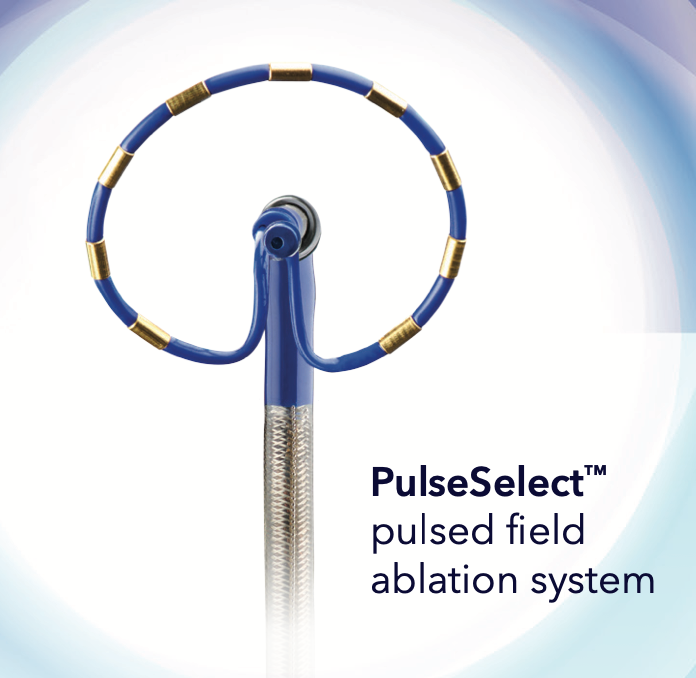 PulseSelect™
pulsed field
ablation system